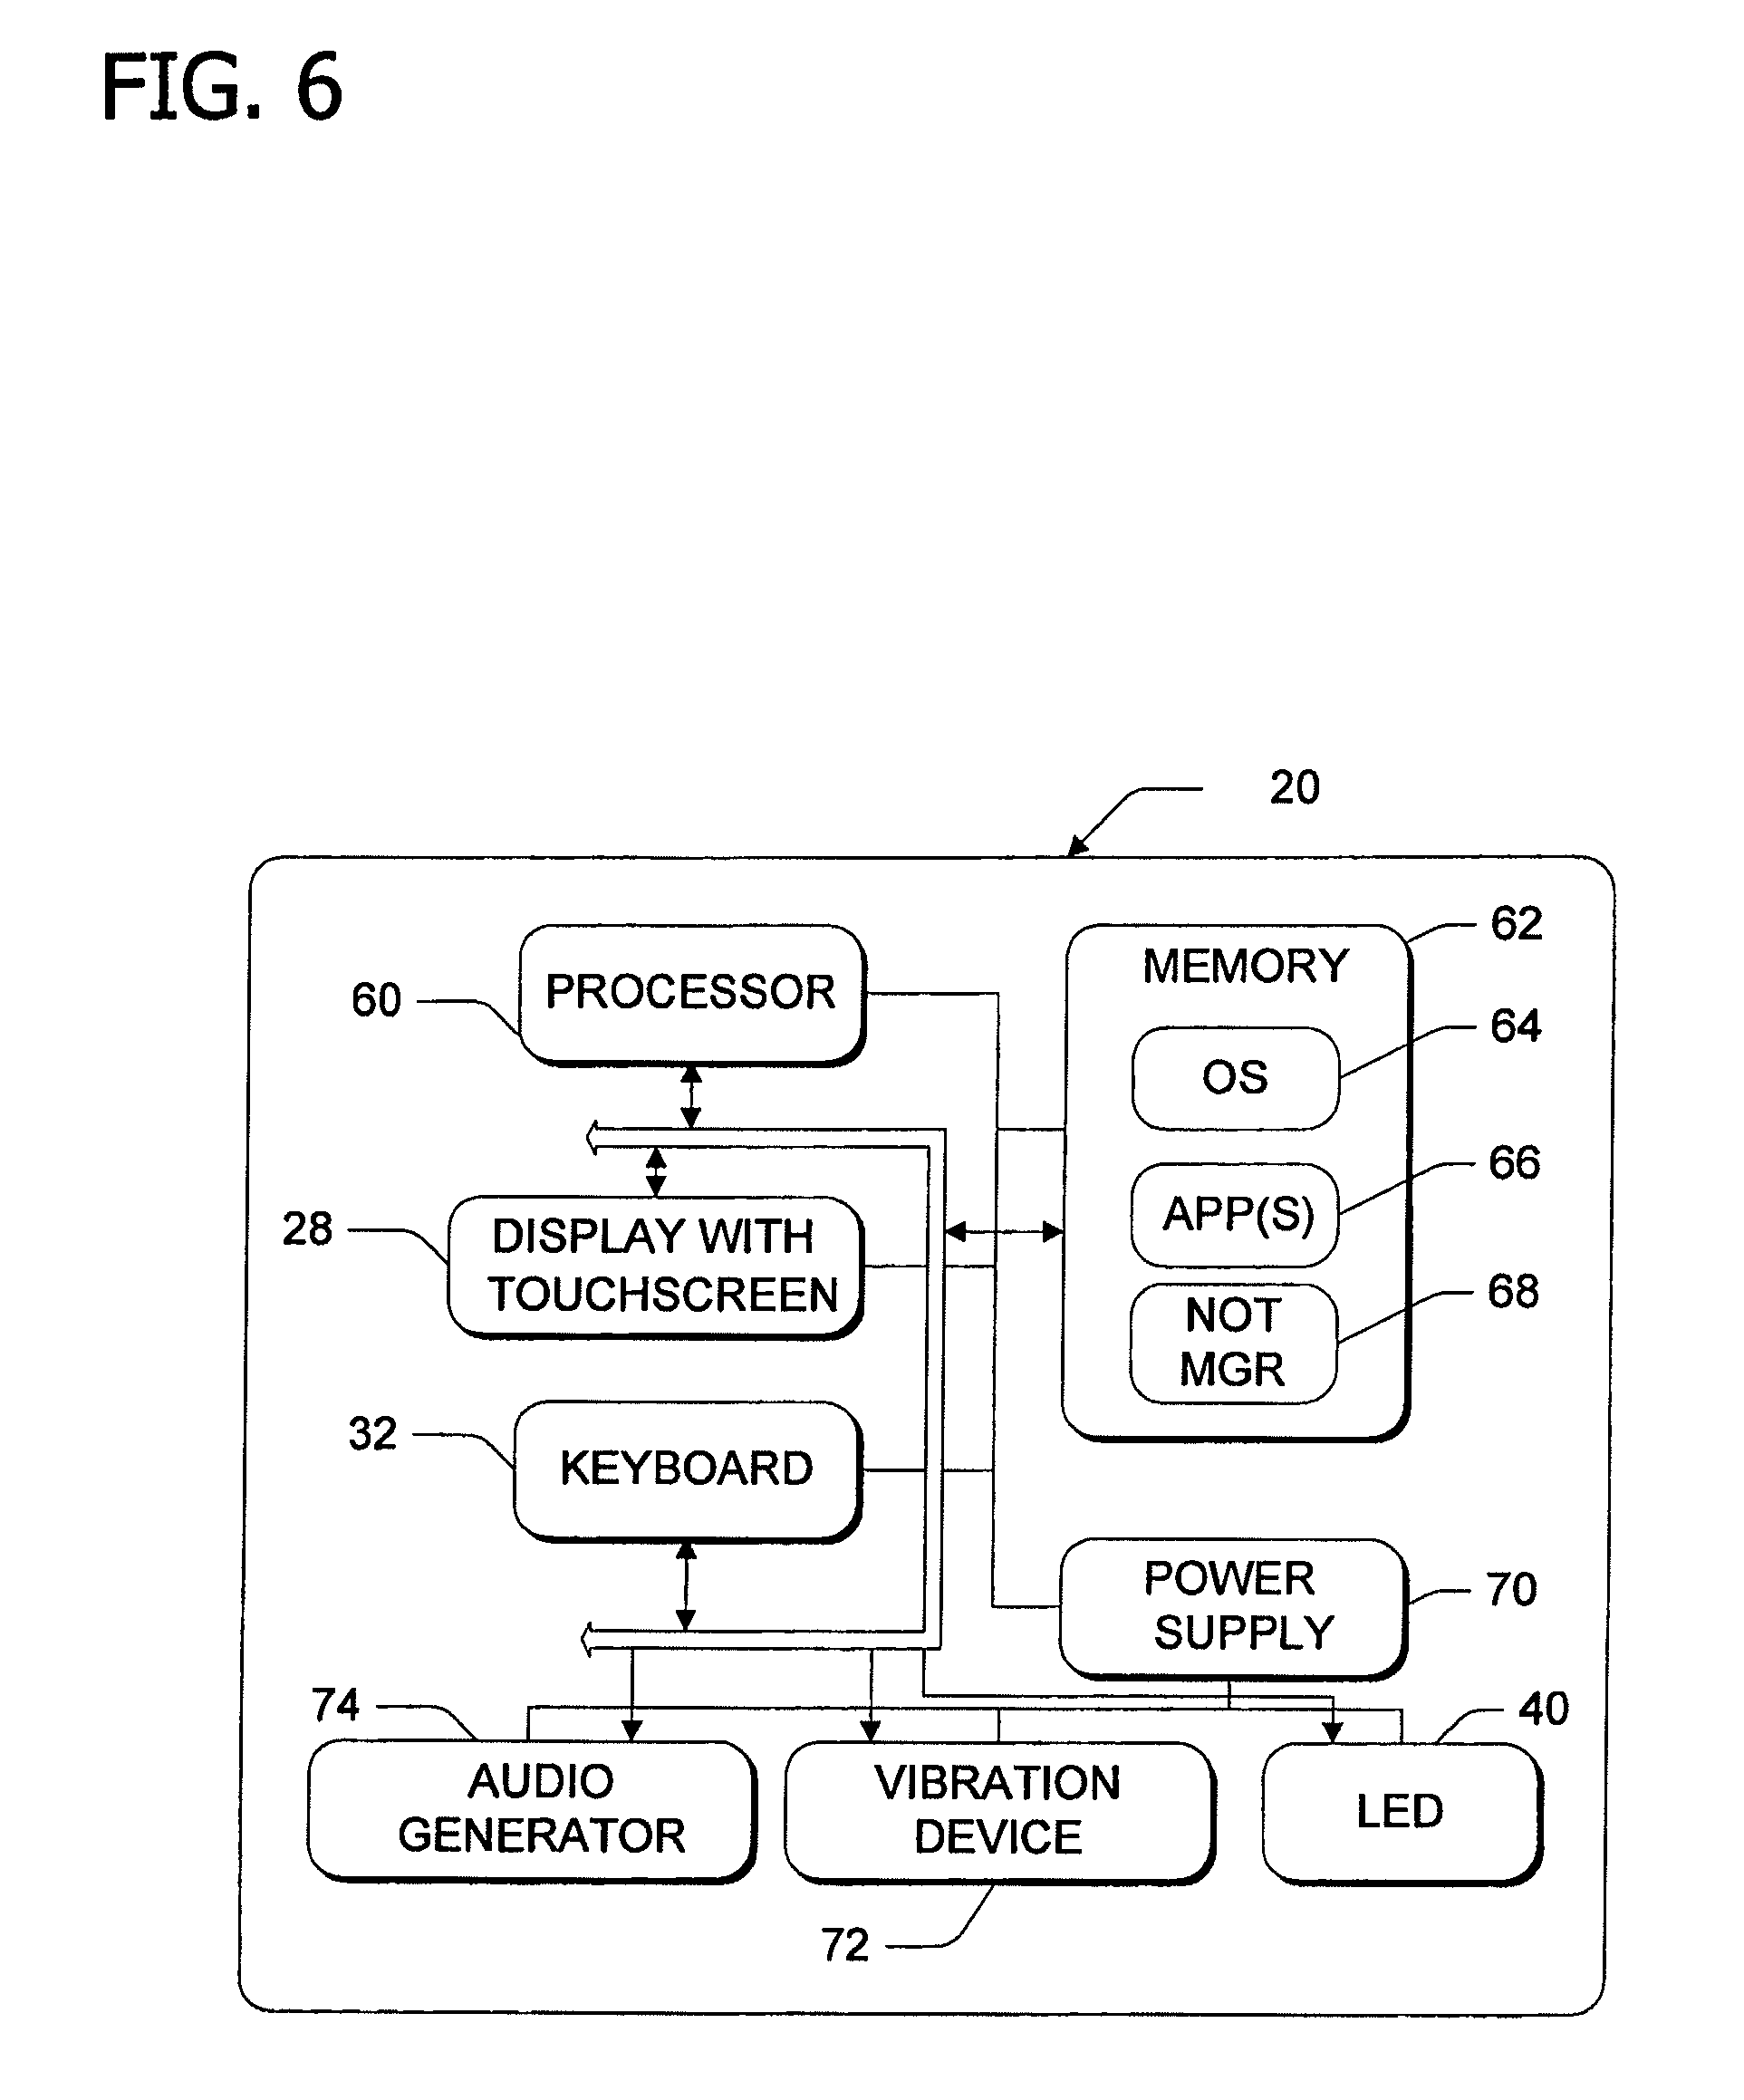 FIG. 6
20
PROCESSOR
60
MEMORY
62
OS
64
APP(S)
66
NOT
MGR
68
DISPLAY WITH
TOUCHSCREEN
28
KEYBOARD
32
POWER
SUPPLY
70
74
AUDIO
GENERATOR
VIBRATION
DEVICE
72
40
LED